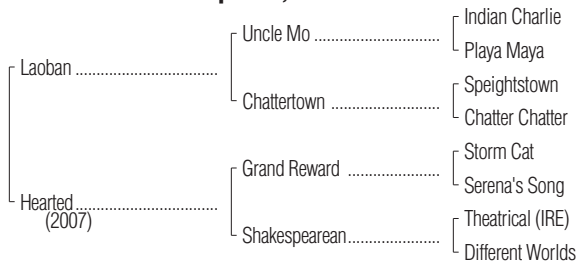 Indian Charlie
Uncle Mo ................................
Playa Maya
Laoban ....................................
Speightstown
Chattertown ............................
Chatter Chatter
Storm Cat
Grand Reward .......................
Serena's Song
Hearted.............................
(2007)
Theatrical (IRE)
Shakespearean.......................
Different Worlds